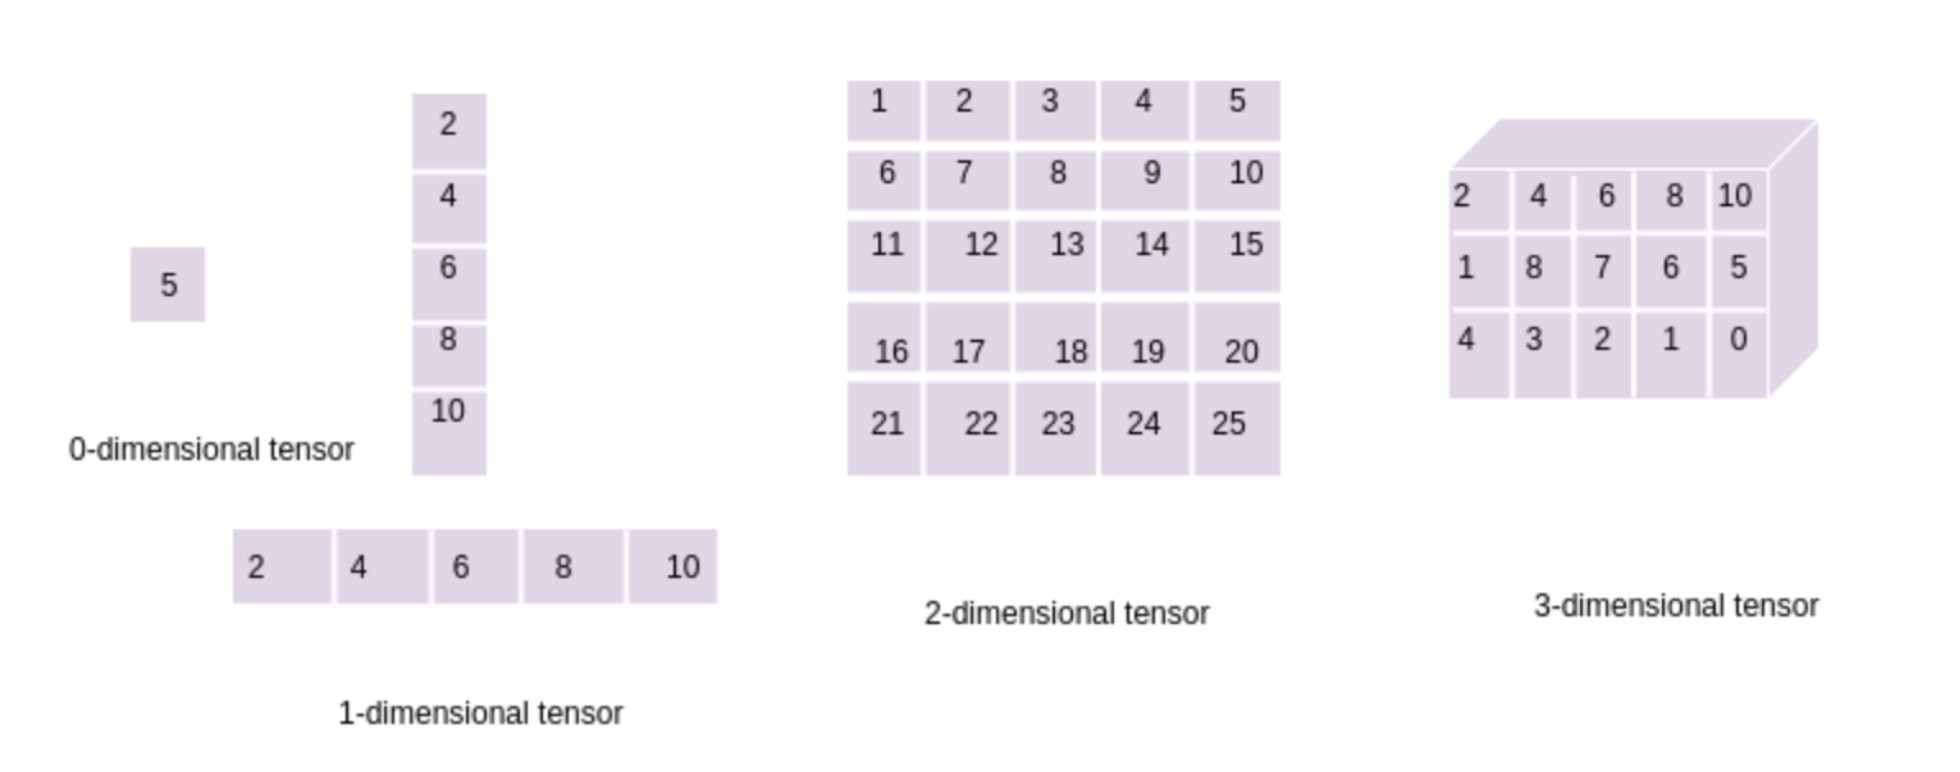 5
0-dimensional tensor
2
4
6
8
10
2 4 6 8 10
1-dimensional tensor
1 2 3 4 5
6 7 8 9 10
11 12 13 14 15
16 17 18 19 20
21 22 23 24 25
2-dimensional tensor
2 4 6 8 10
1 8 7 6 5
4 3 2 1 0
3-dimensional tensor